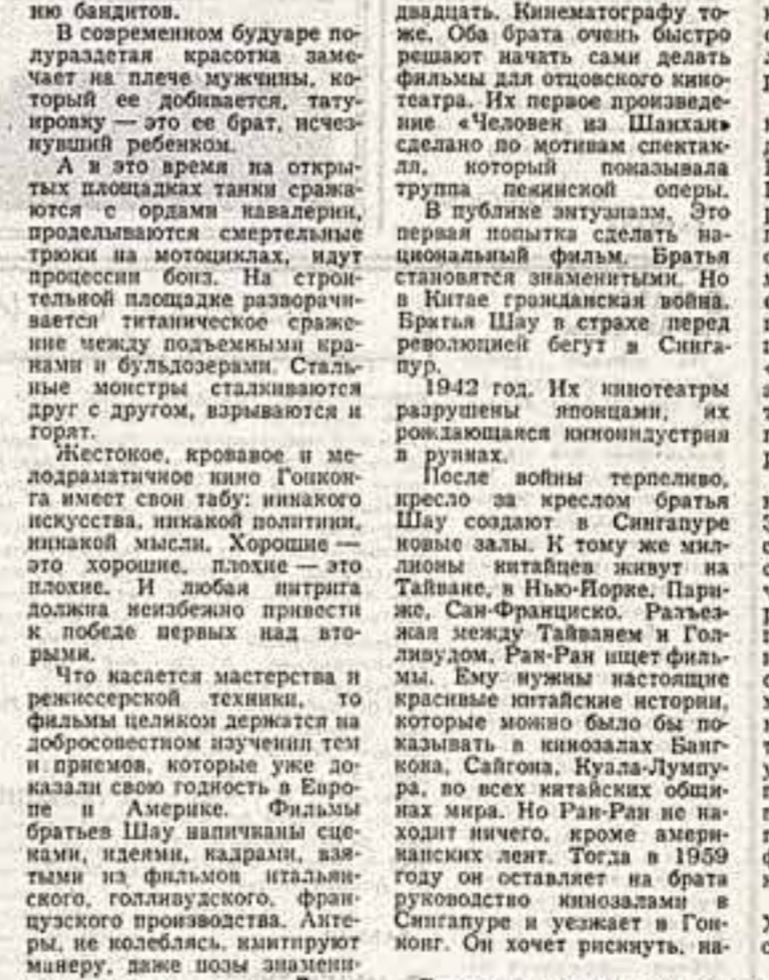 ию бандитов.
В современном будуаре по-
лураздетая красотка заме-
чает на плече мужчины, ко-
торый ее добивается, тату-
ировку — это ее брат, исчез-
нувший ребенком.
А в это время на откры-
тых площадках танки сража-
ются с ордами кавалерии,
проделываются смертельные
трюки на мотоциклах, идут
процессии бонз. На строи-
тельной площадке разворачи-
вается титаническое сраже-
ние между подъемными кра-
нами и бульдозерами. Сталь-
ные монстры сталкиваются
друг с другом, взрываются и
горят.
Жестокое, кровавое и ме-
лодраматичное кино Гонкон-
га имеет свои табу: никакого
искусства, никакой политики,
никакой мысли. Хорошие —
это хорошие, плохие — это
плохие. И любая интрига
должна неизбежно привести
к победе первых над вто-
рыми.
Что касается мастерства и
режиссерской техники, то
фильмы целиком держатся на
добросовестном изучении тем
и приемов, которые уже до-
казали свою годность в Евро-
пе и Америке. Фильмы
братьев Шау напичканы сце-
нами, идеями, кадрами, взя-
тыми из фильмов итальян-
ского, голливудского, фран-
цузского производства. Акте-
ры, не колеблясь, имитируют
манеру, даже позы знамени-
двадцать. Кинематографу то-
же. Оба брата очень быстро
решают начать сами делать
фильмы для отцовского кино-
театра. Их первое произведе-
ние «Человек из Шанхая»
сделано по мотивам спектак-
ля, который показывала
труппа пекинской оперы.
В публике энтузиазм. Это
первая попытка сделать на-
циональный фильм. Братья
становятся знаменитыми. Но
в Китае гражданская война.
Братья Шау в страхе перед
революцией бегут в Синга-
пур.
1942 год. Их кинотеатры
разрушены японцами, их
рождающаяся киноиндустрия
в руинах.
После войны терпеливо,
кресло за креслом братья
Шау создают в Сингапуре
новые залы. К тому же мил-
лионы китайцев живут на
Тайване, в Нью-Йорке, Пари-
же, Сан-Франциско. Разъез-
жая между Тайванем и Гол-
ливудом, Ран-Ран ищет филь-
мы. Ему нужны настоящие
красивые китайские истории,
которые можно было бы по-
казывать в кинозалах Банг-
кока, Сайгона, Куала-Лумпу-
ра, во всех китайских общи-
нах мира. Но Ран-Ран не на-
ходит ничего, кроме амери-
канских лент. Тогда в 1959
году он оставляет на брата
руководство кинозалами в
Сингапуре и уезжает в Гон-
конг. Он хочет рискнуть, на-